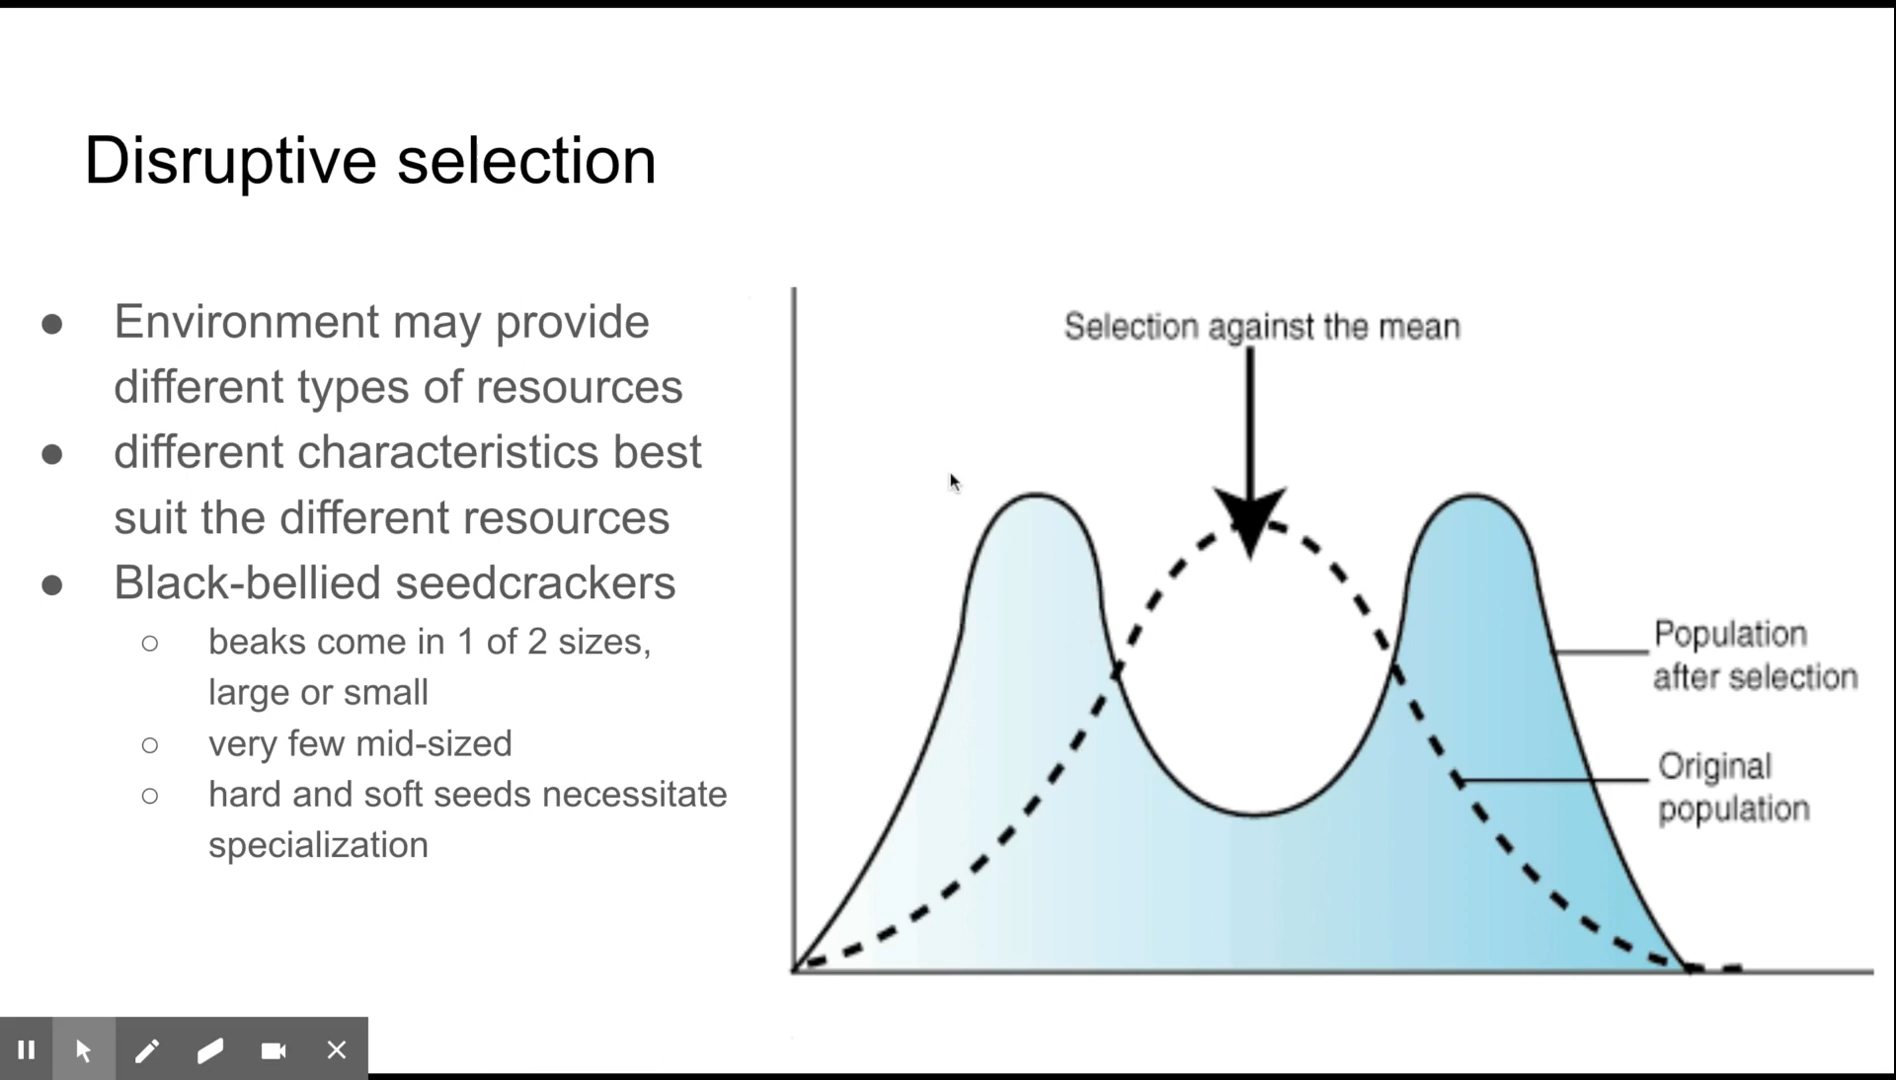 Disruptive selection
● Environment may provide
different types of resources
● different characteristics best
suit the different resources
● Black-bellied seedcrackers
○ beaks come in 1 of 2 sizes,
large or small
○ very few mid-sized
○ hard and soft seeds necessitate
specialization
Selection against the mean
Population
after selection
Original
population